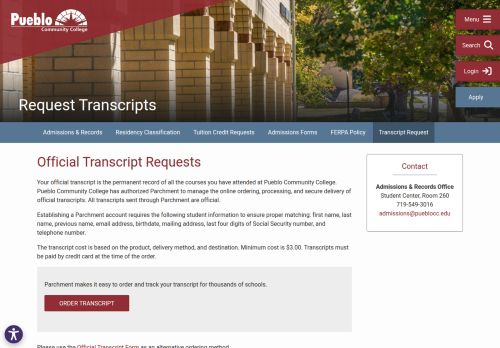 Pueblo
Community College
Menu
Search
Login
Apply
Request Transcripts
Admissions & Records Residency Classification Tuition Credit Requests Admissions Forms FERPA Policy Transcript Request
Official Transcript Requests
Your official transcript is the permanent record of all the courses you have attended at Pueblo Community College.
Pueblo Community College has authorized Parchment to manage the online ordering, processing, and secure delivery of
official transcripts. All transcripts sent through Parchment are official.
Establishing a Parchment account requires the following student information to ensure proper matching; first name, last
name, previous name, email address, birthdate, mailing address, last four digits of Social Security number, and
telephone number.
The transcript cost is based on the product, delivery method, and destination. Minimum cost is $3.00. Transcripts must
be paid by credit card at the time of the order.
Parchment makes it easy to order and track your transcript for thousands of schools.
ORDER TRANSCRIPT
Please use the Official Transcript Form as an alternative ordering method.
Contact
Admissions & Records Office
Student Center, Room 260
719-549-3016
admissions@pueblocc.edu